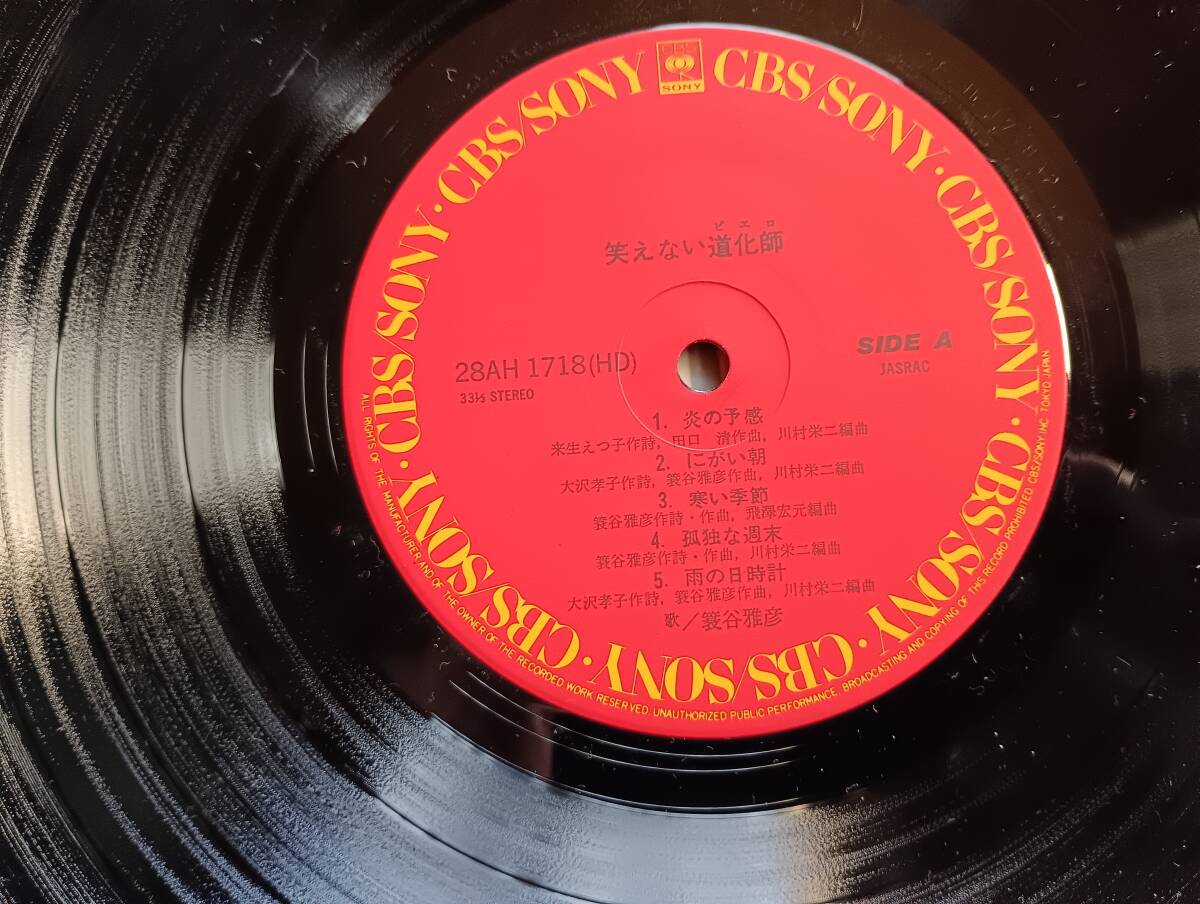 CBS
SONY
CBS/SONY · CBS/SONY · CBS/SONY · CBS/SONY · CBS/SONY · CBS/SONY · CBS/SONY · CBS/SONY
ピエロ
笑えない道化師
28AH 1718(HD)
33⅓ STEREO
SIDE A
JASRAC
1. 炎の予感
来生えつ子作詩, 田口 清作曲, 川村栄二編曲
2. にがい朝
大沢孝子作詩, 簑谷雅彦作曲, 川村栄二編曲
3. 寒い季節
簑谷雅彦作詩・作曲, 飛澤宏元編曲
4. 孤独な週末
簑谷雅彦作詩・作曲, 川村栄二編曲
5. 雨の日時計
大沢孝子作詩, 簑谷雅彦作曲, 川村栄二編曲
歌／簑谷雅彦
ALL RIGHTS OF THE MANUFACTURER AND OF THE OWNER OF THE RECORDED WORK RESERVED. UNAUTHORIZED PUBLIC PERFORMANCE, BROADCASTING AND COPYING OF THIS RECORD PROHIBITED CBS/SONY INC. TOKYO JAPAN